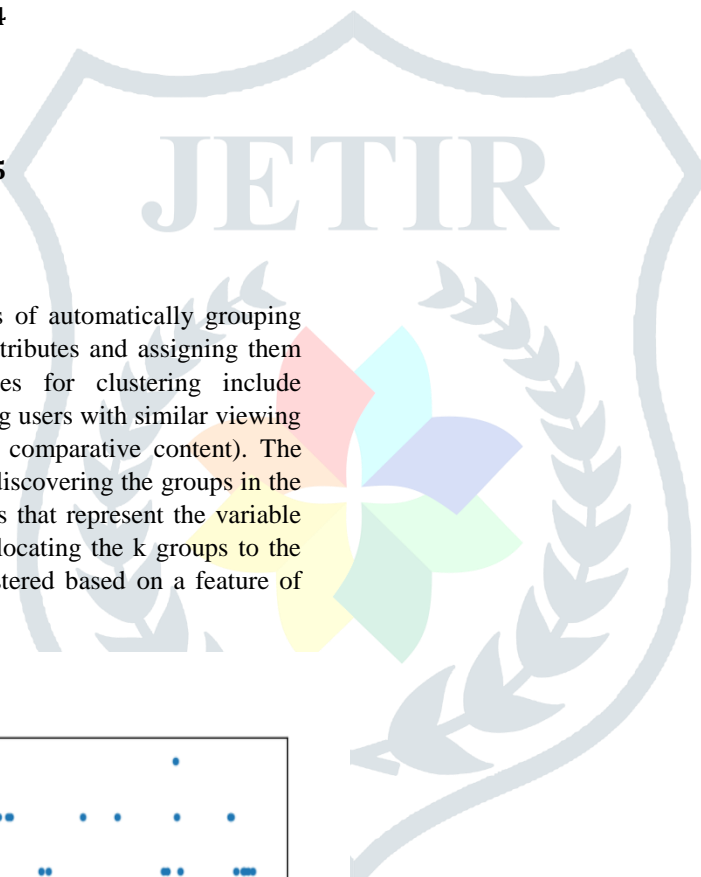 4
JETIR
5
s of automatically grouping
tributes and assigning them
es for clustering include
g users with similar viewing
comparative content). The
discovering the groups in the
s that represent the variable
locating the k groups to the
stered based on a feature of